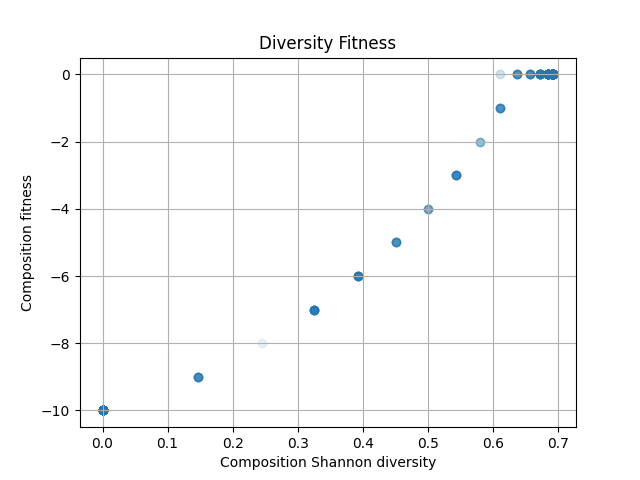 Diversity Fitness
0
−2
−4
−6
−8
−10
Composition fitness
0.0 0.1 0.2 0.3 0.4 0.5 0.6 0.7
Composition Shannon diversity